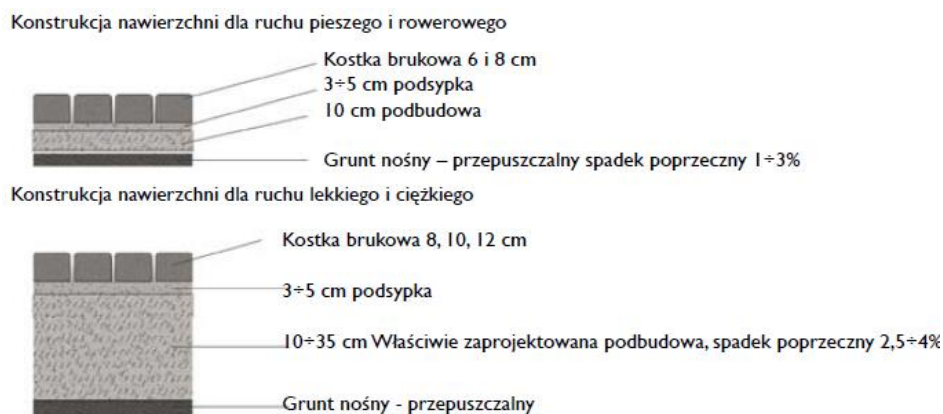 Konstrukcja nawierzchni dla ruchu pieszego i rowerowego
Kostka brukowa 6 i 8 cm
3÷5 cm podsypka
10 cm podbudowa
Grunt nośny – przepuszczalny spadek poprzeczny 1÷3%
Konstrukcja nawierzchni dla ruchu lekkiego i ciężkiego
Kostka brukowa 8, 10, 12 cm
3÷5 cm podsypka
10÷35 cm Właściwie zaprojektowana podbudowa, spadek poprzeczny 2,5÷4%
Grunt nośny - przepuszczalny